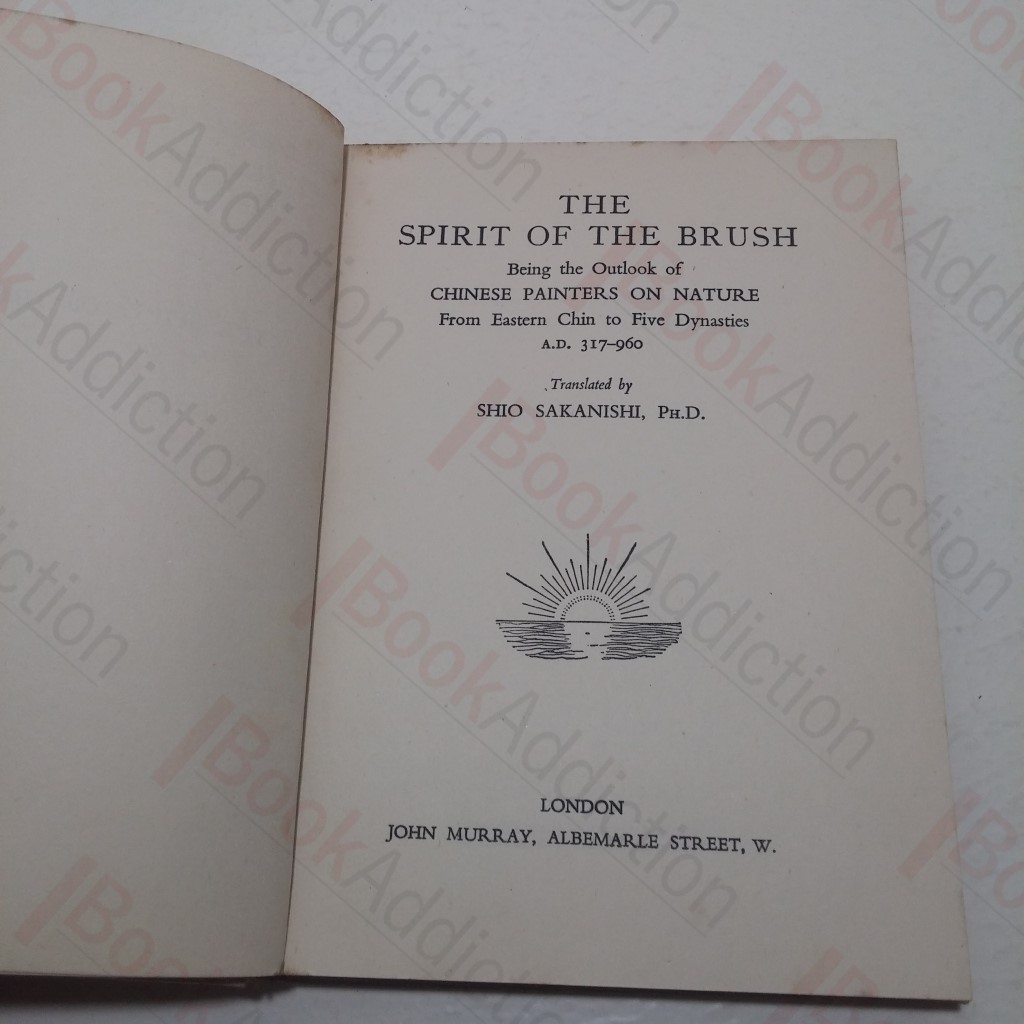 THE
SPIRIT OF THE BRUSH
Being the Outlook of
CHINESE PAINTERS ON NATURE
From Eastern Chin to Five Dynasties
A.D. 317–960
Translated by
SHIO SAKANISHI, PH.D.
LONDON
JOHN MURRAY, ALBEMARLE STREET, W.
BookAddiction